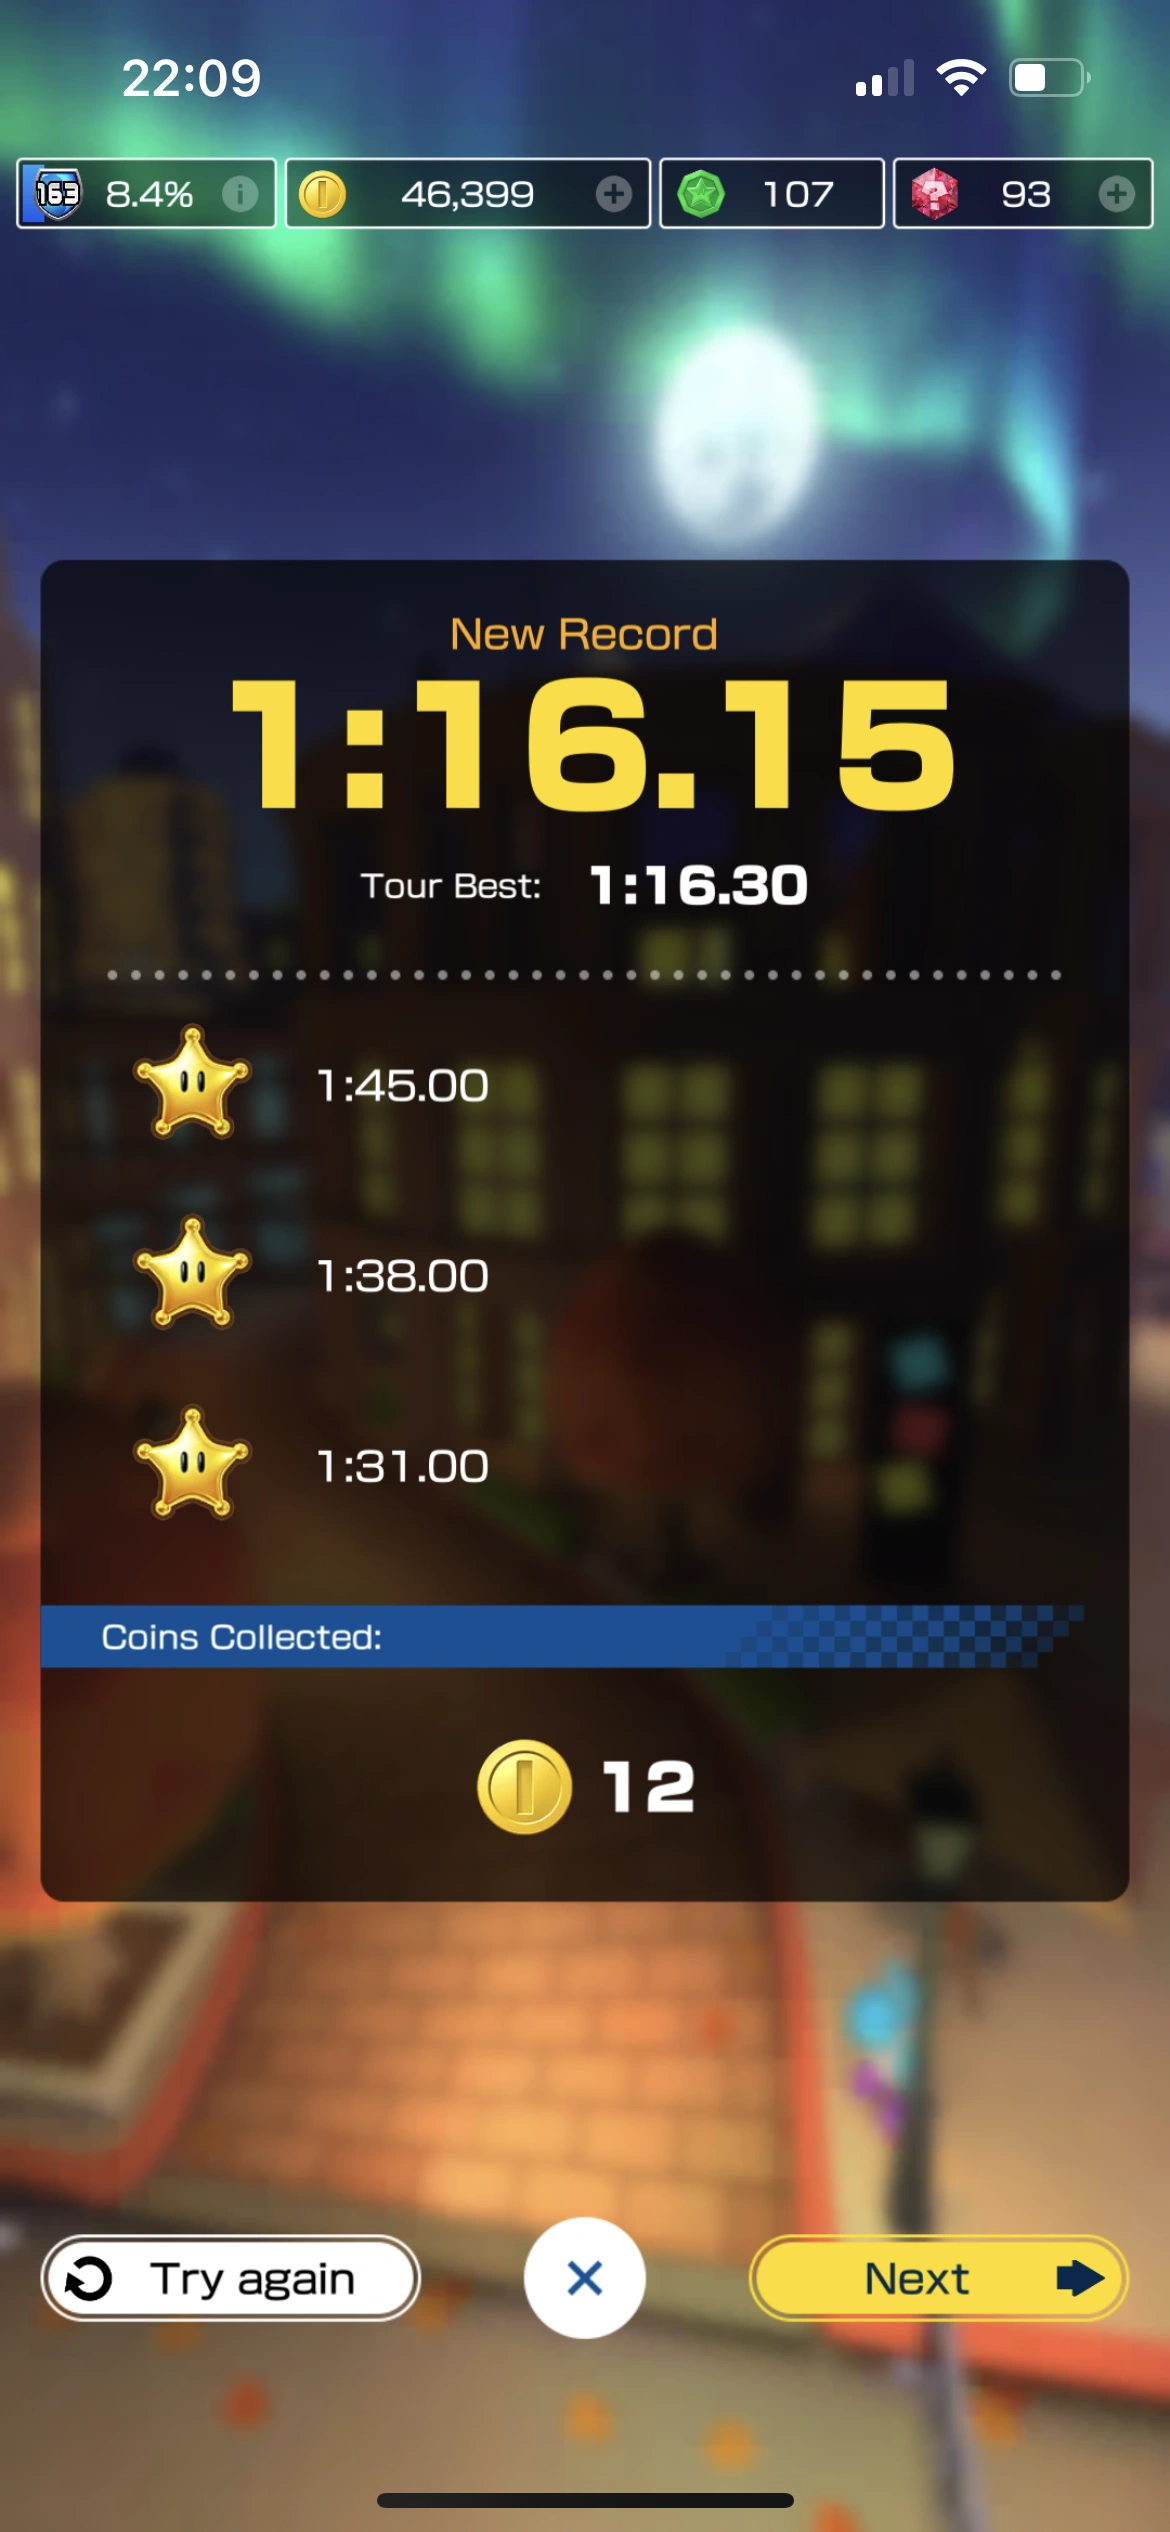 22:09
163 8.4% i 46,399 + 107 ? 93 +
New Record
1:16.15
Tour Best: 1:16.30
1:45.00
1:38.00
1:31.00
Coins Collected:
12
Try again × Next